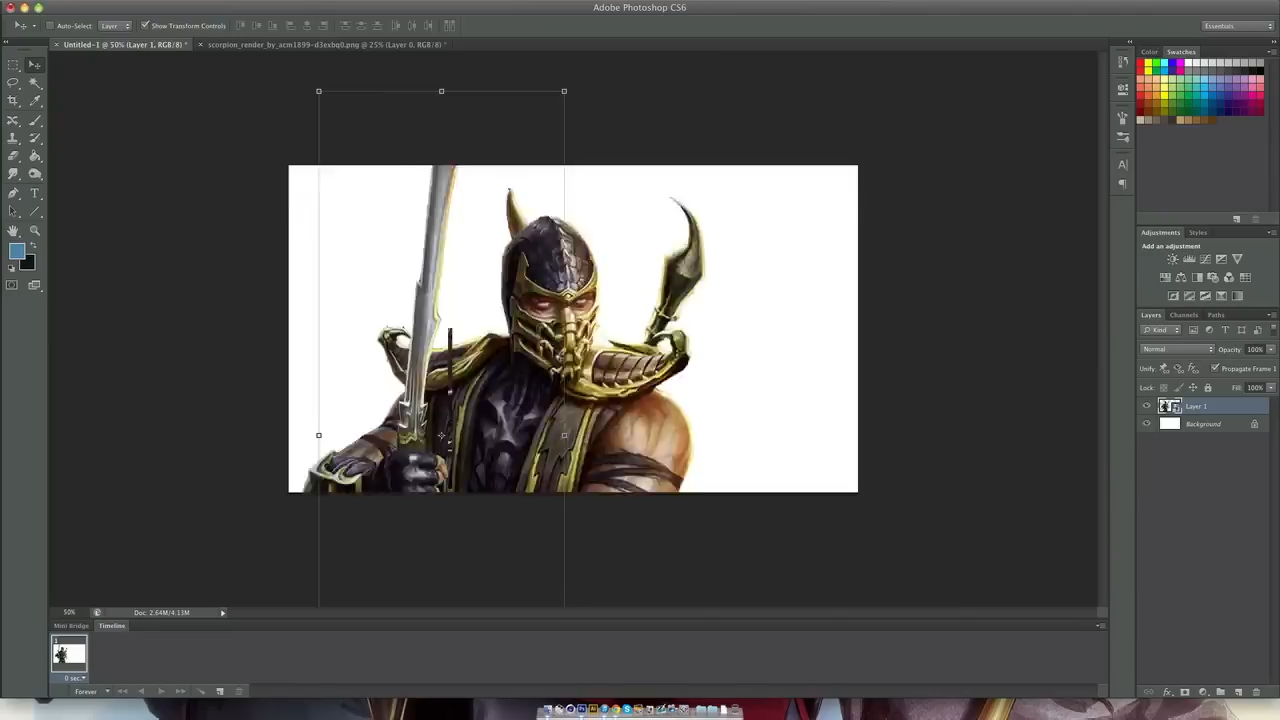 Adobe Photoshop CS6
Auto-Select: Layer Show Transform Controls Essentials
Untitled-1 @ 50% (Layer 1, RGB/8) * scorpion_render_by_acm1899-d3exbq0.png @ 25% (Layer 0, RGB/8) *
Color Swatches
Adjustments Styles
Add an adjustment
Layers Channels Paths
Kind
Normal Opacity: 100%
Unify: Propagate Frame 1
Lock: Fill: 100%
Layer 1
Background
50% Doc: 2.64M/4.13M
Mini Bridge Timeline
1
0 sec.
Forever